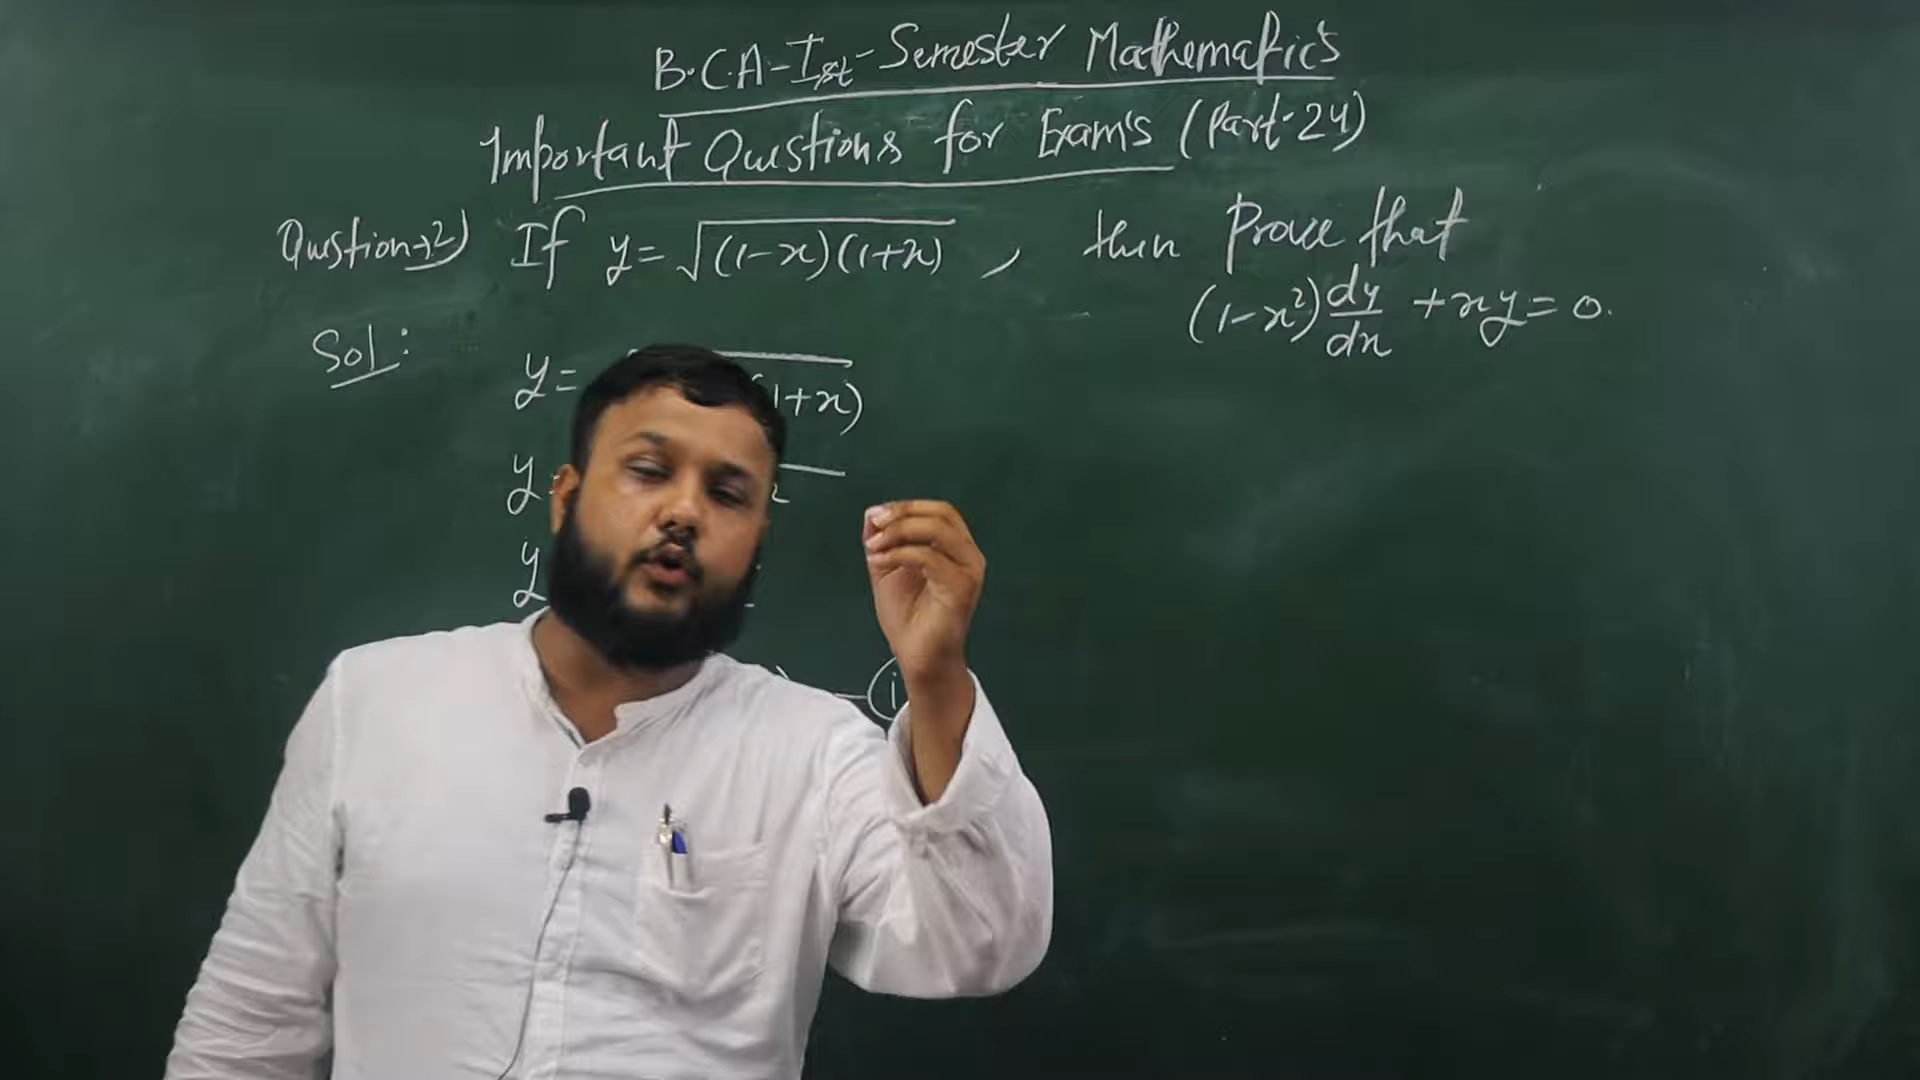 B.C.A-Ist-Semester Mathematics
Important Questions for Exam's (Part-24)
Question→2) If y=√(1-x)(1+x) , then Prove that
(1-x²)dy/dx +xy=0.
Sol:
y= (1+x)
y= 2
y
i